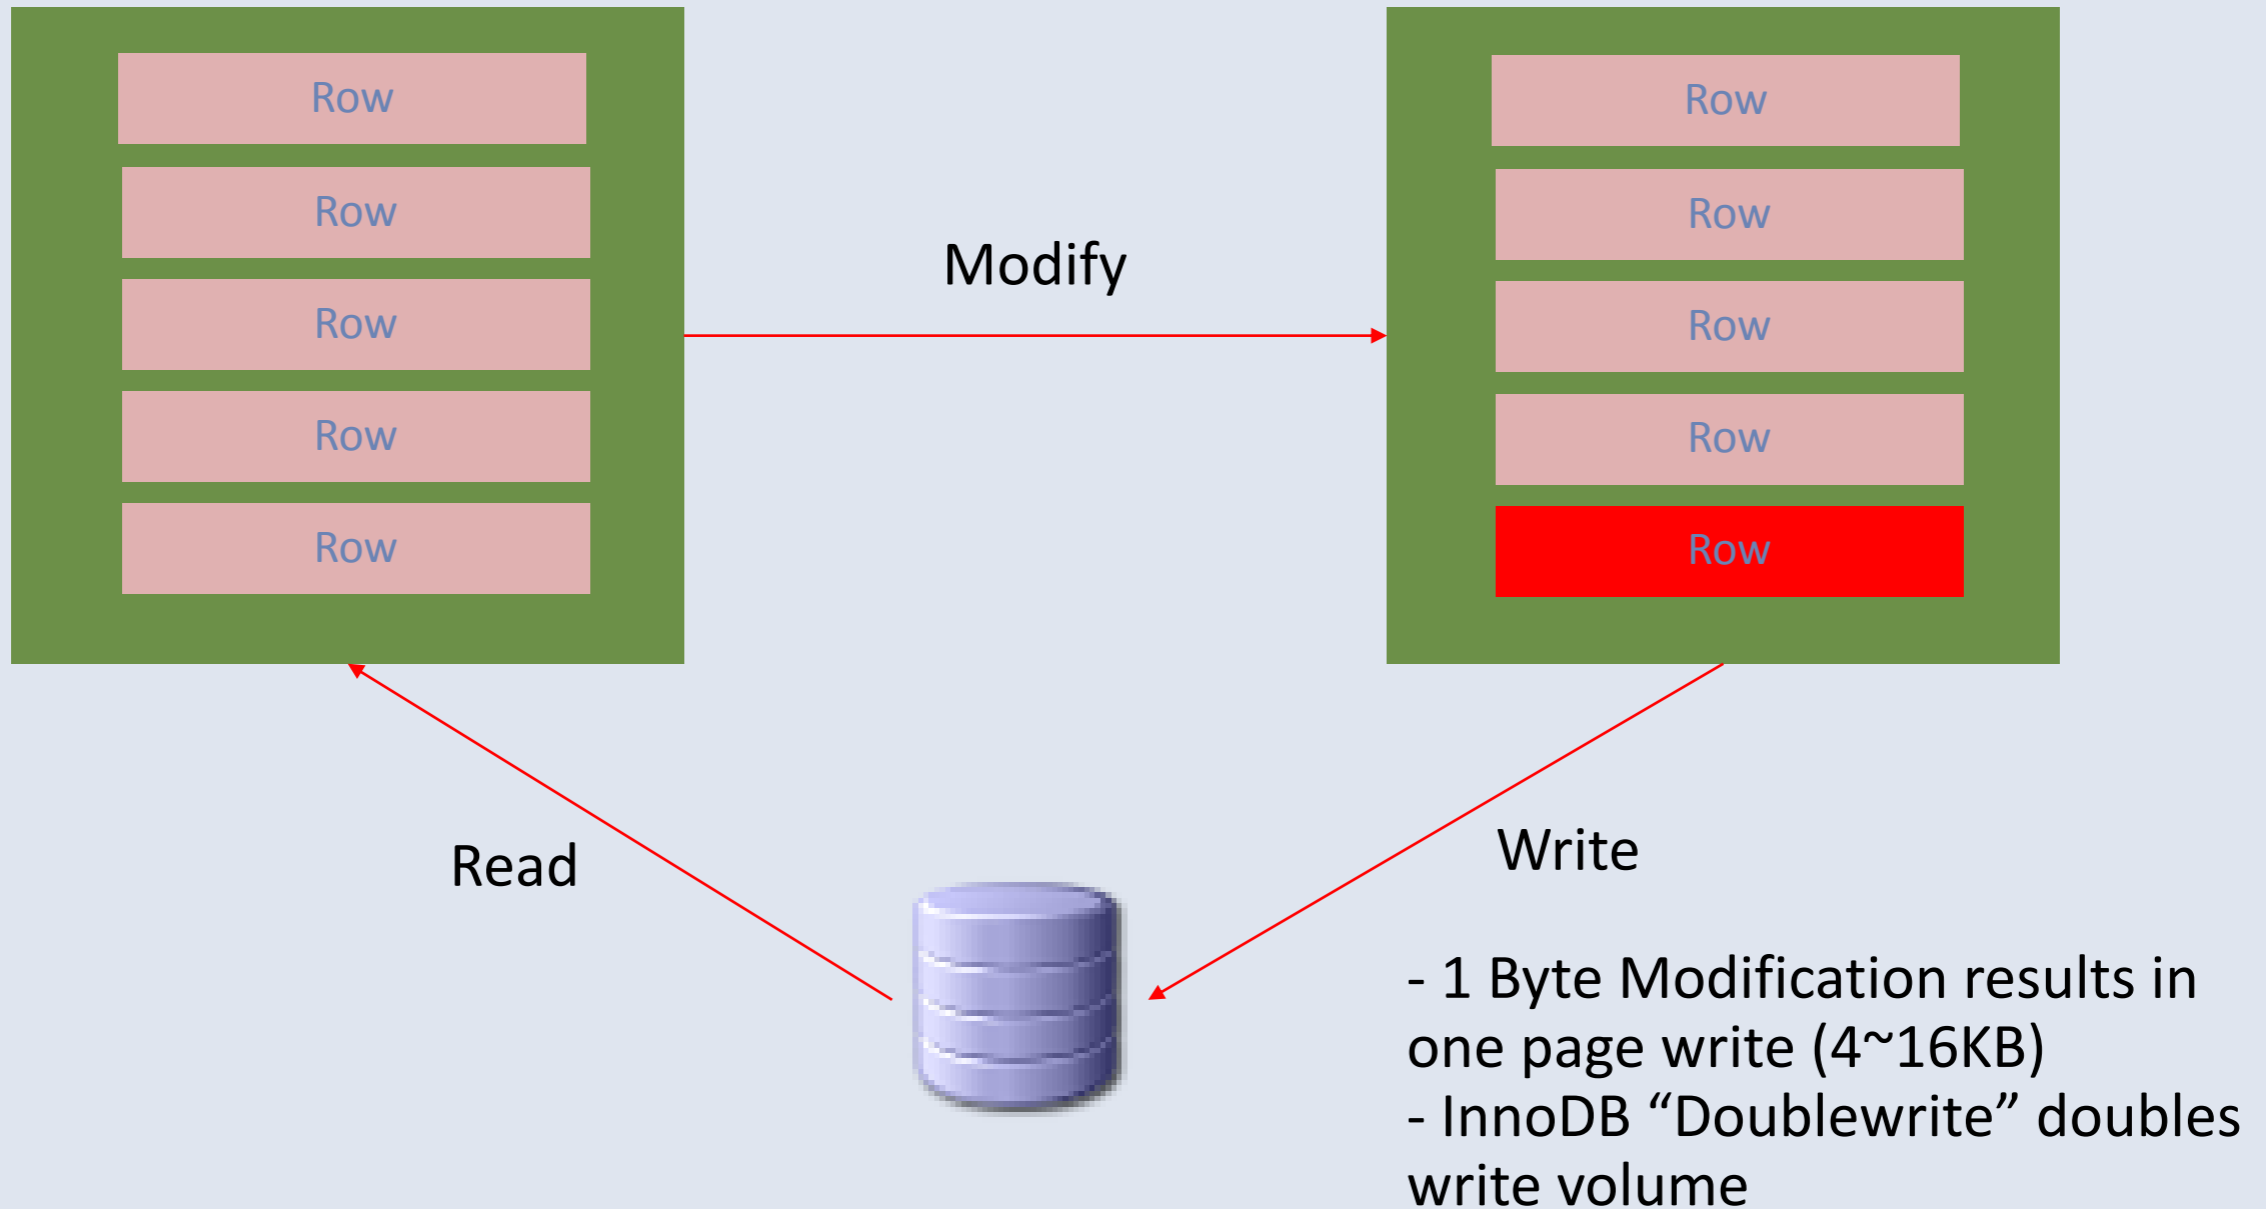 Row
Row
Row
Row
Row
Modify
Row
Row
Row
Row
Row
Read
Write
- 1 Byte Modification results in
one page write (4~16KB)
- InnoDB “Doublewrite” doubles
write volume